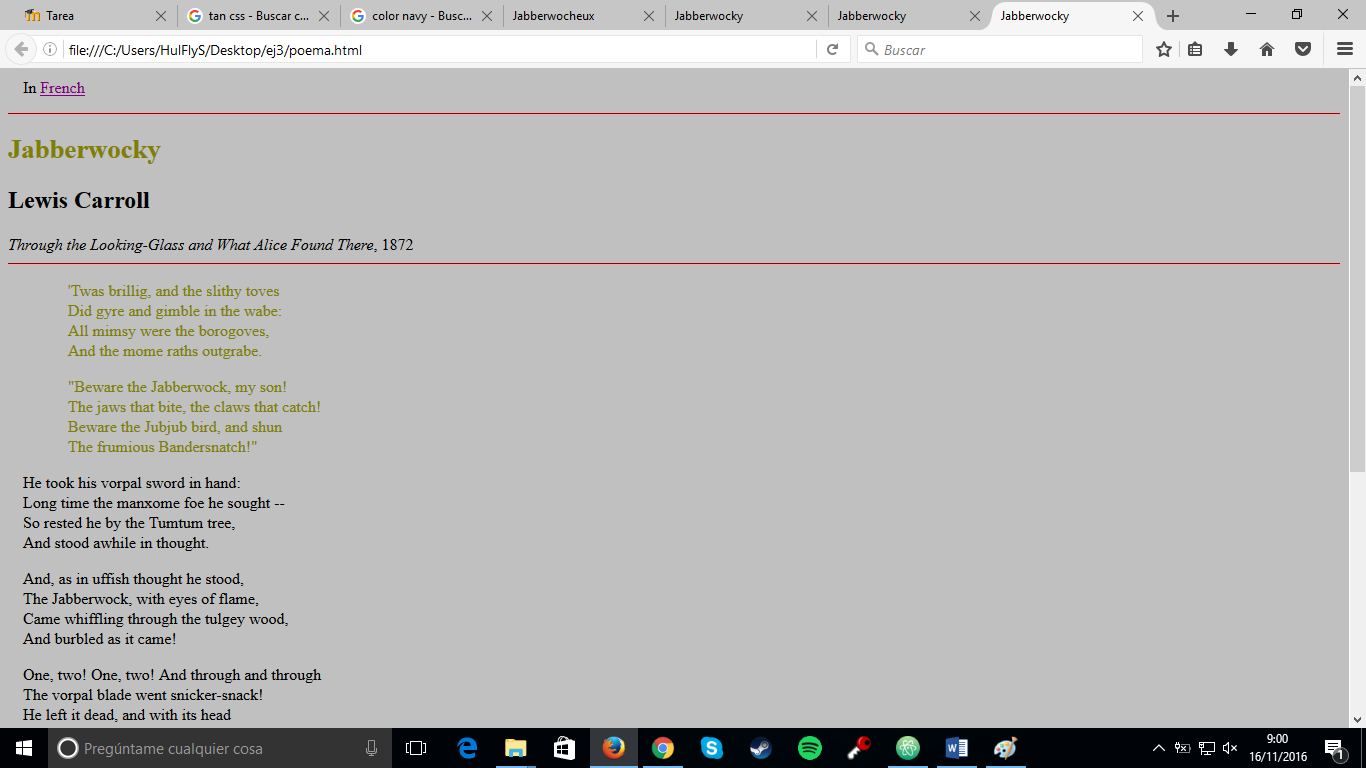 Tarea
tan css - Buscar c...
color navy - Busc...
Jabberwocheux
Jabberwocky
Jabberwocky
Jabberwocky
file:///C:/Users/HulFlyS/Desktop/ej3/poema.html
Buscar
In French
Jabberwocky
Lewis Carroll
Through the Looking-Glass and What Alice Found There, 1872
'Twas brillig, and the slithy toves
Did gyre and gimble in the wabe:
All mimsy were the borogoves,
And the mome raths outgrabe.
"Beware the Jabberwock, my son!
The jaws that bite, the claws that catch!
Beware the Jubjub bird, and shun
The frumious Bandersnatch!"
He took his vorpal sword in hand:
Long time the manxome foe he sought --
So rested he by the Tumtum tree,
And stood awhile in thought.
And, as in uffish thought he stood,
The Jabberwock, with eyes of flame,
Came whiffling through the tulgey wood,
And burbled as it came!
One, two! One, two! And through and through
The vorpal blade went snicker-snack!
He left it dead, and with its head
Pregúntame cualquier cosa
9:00
16/11/2016
1